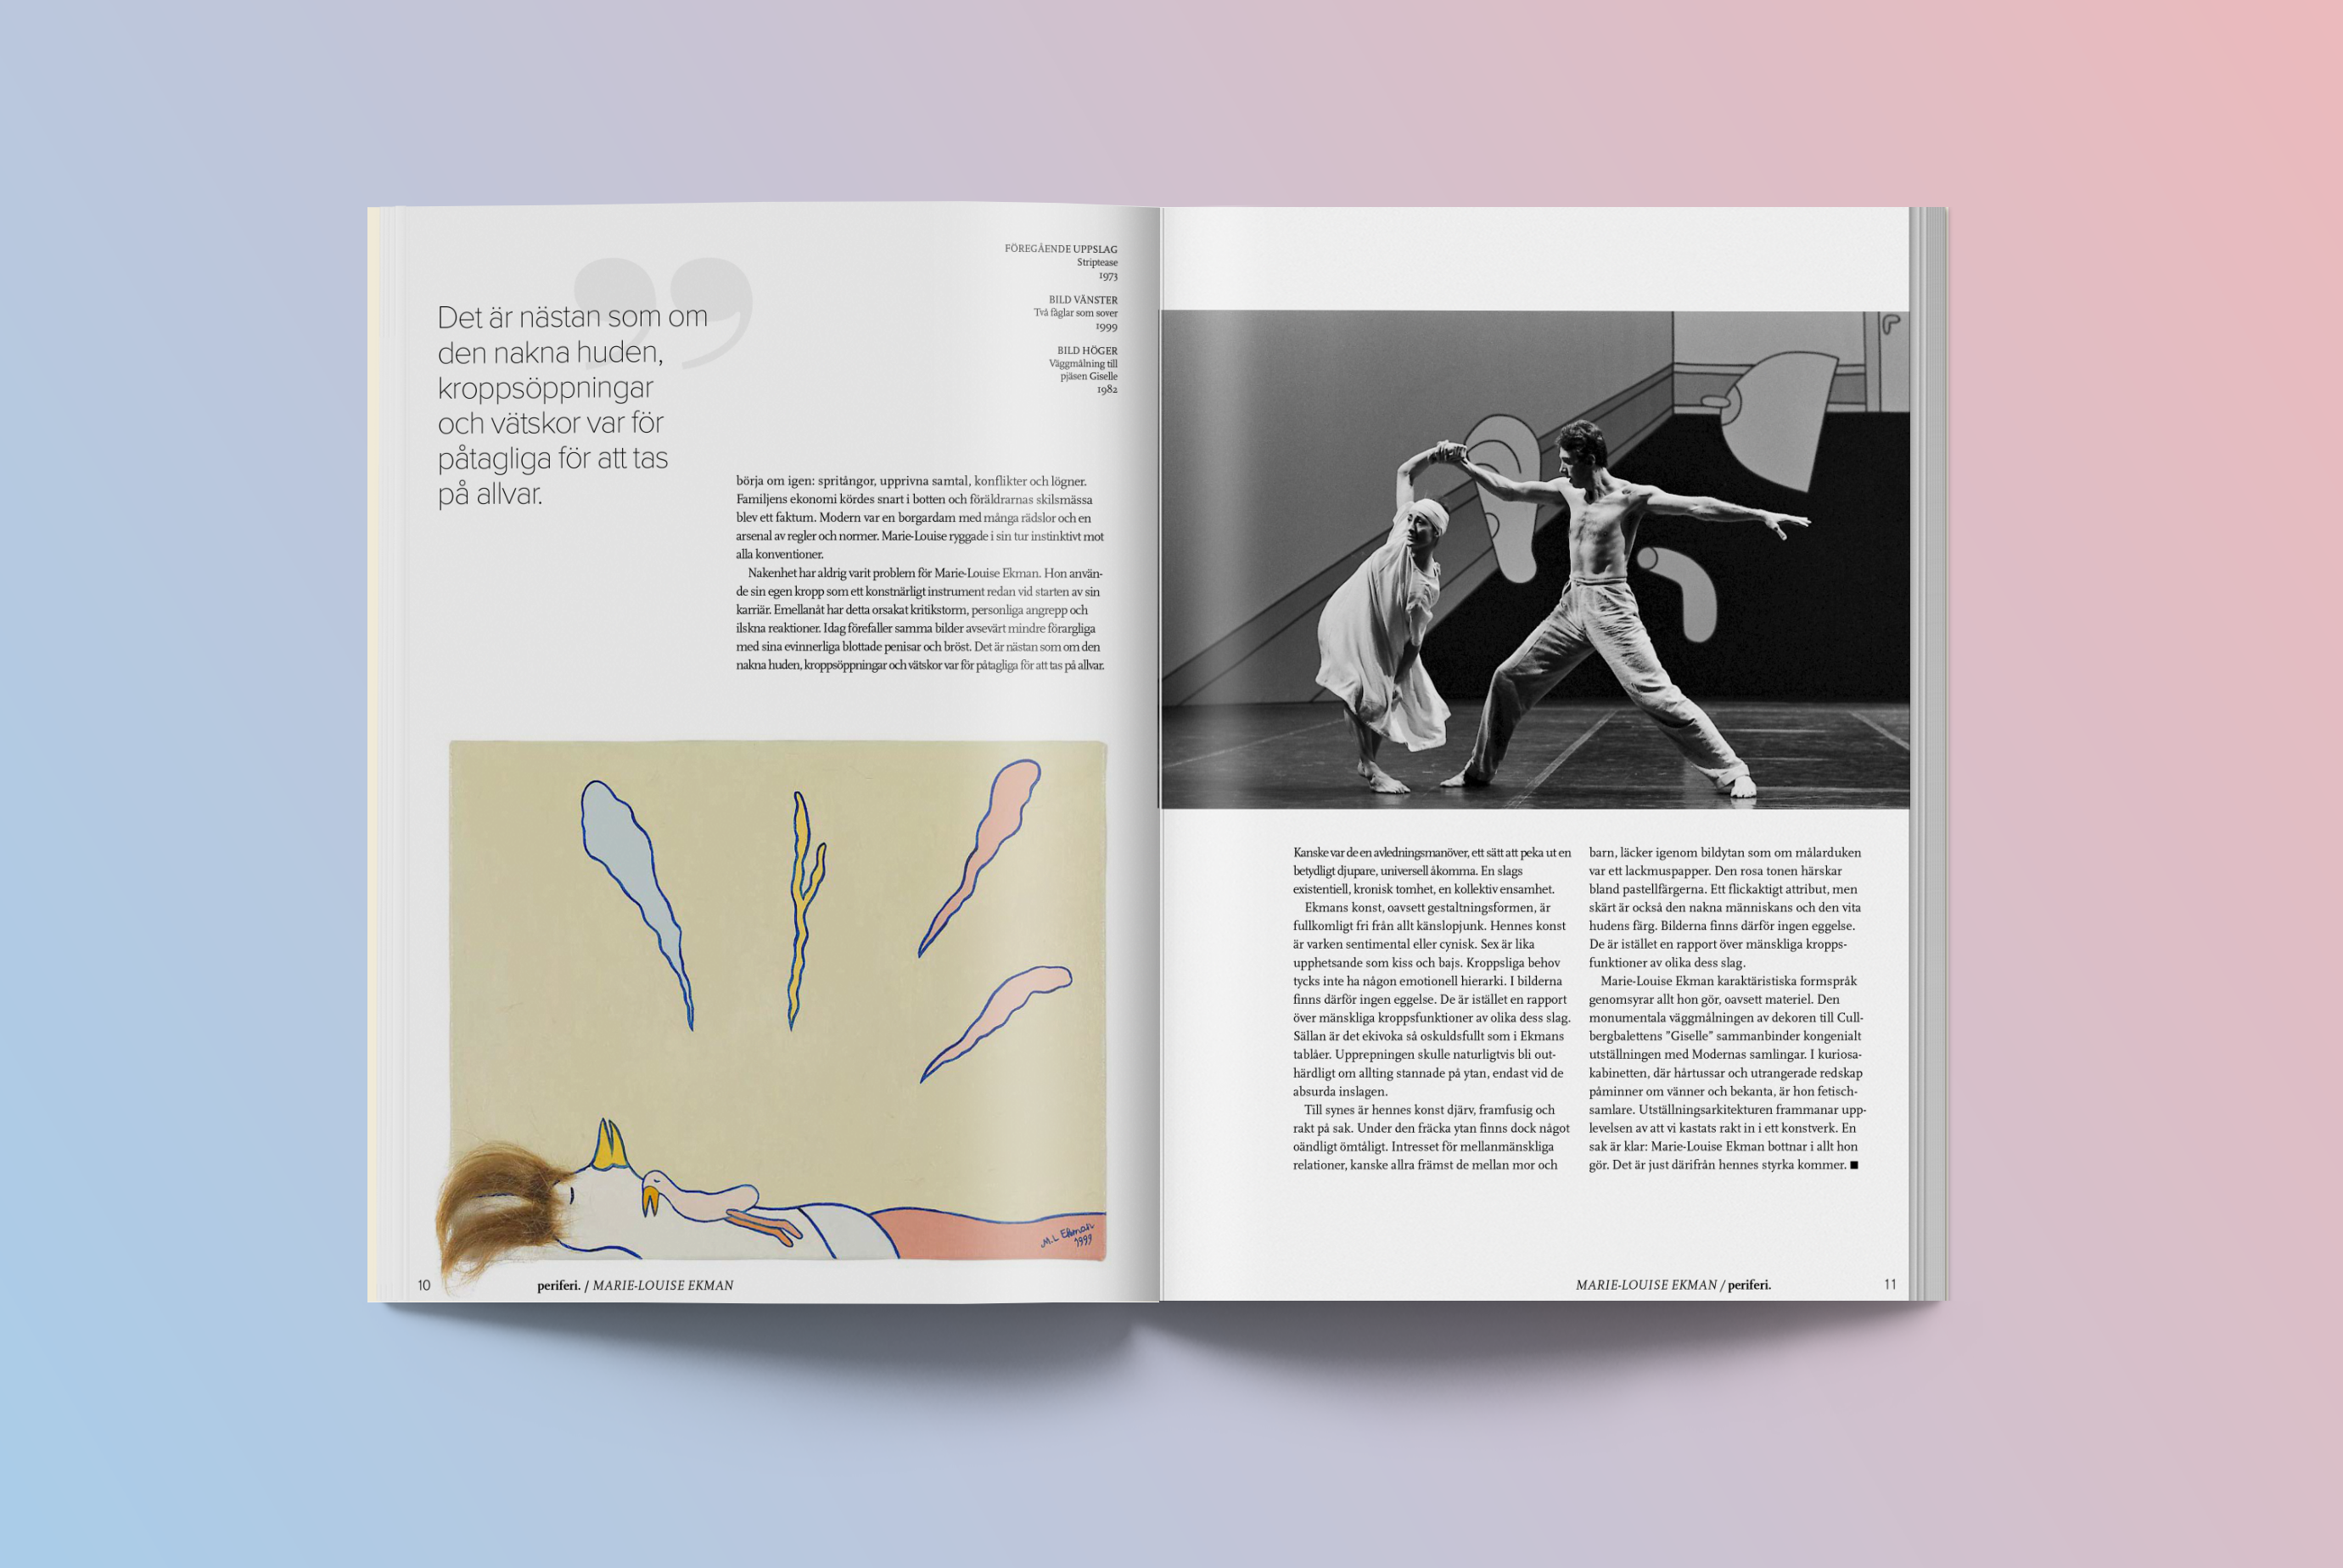 Det är nästan som om
den nakna huden,
kroppsöppningar
och vätskor var för
påtagliga för att tas
på allvar.
”
FÖREGÅENDE UPPSLAG
Striptease
1973
BILD VÄNSTER
Två fåglar som sover
1999
BILD HÖGER
Väggmålning till
pjäsen Giselle
1982
börja om igen: spritångor, upprivna samtal, konflikter och lögner.
Familjens ekonomi kördes snart i botten och föräldrarnas skilsmässa
blev ett faktum. Modern var en borgardam med många rädslor och en
arsenal av regler och normer. Marie-Louise ryggade i sin tur instinktivt mot
alla konventioner.
Nakenhet har aldrig varit problem för Marie-Louise Ekman. Hon använ-
de sin egen kropp som ett konstnärligt instrument redan vid starten av sin
karriär. Emellanåt har detta orsakat kritikstorm, personliga angrepp och
ilskna reaktioner. Idag förefaller samma bilder avsevärt mindre förargliga
med sina evinnerliga blottade penisar och bröst. Det är nästan som om den
nakna huden, kroppsöppningar och vätskor var för påtagliga för att tas på allvar.
M.L Ekman
1999
10
periferi. / MARIE-LOUISE EKMAN
Kanske var de en avledningsmanöver, ett sätt att peka ut en
betydligt djupare, universell åkomma. En slags
existentiell, kronisk tomhet, en kollektiv ensamhet.
Ekmans konst, oavsett gestaltningsformen, är
fullkomligt fri från allt känslopjunk. Hennes konst
är varken sentimental eller cynisk. Sex är lika
upphetsande som kiss och bajs. Kroppsliga behov
tycks inte ha någon emotionell hierarki. I bilderna
finns därför ingen eggelse. De är istället en rapport
över mänskliga kroppsfunktioner av olika dess slag.
Sällan är det ekivoka så oskuldsfullt som i Ekmans
tablåer. Upprepningen skulle naturligtvis bli out-
härdligt om allting stannade på ytan, endast vid de
absurda inslagen.
Till synes är hennes konst djärv, framfusig och
rakt på sak. Under den fräcka ytan finns dock något
oändligt ömtåligt. Intresset för mellanmänskliga
relationer, kanske allra främst de mellan mor och
barn, läcker igenom bildytan som om målarduken
var ett lackmuspapper. Den rosa tonen härskar
bland pastellfärgerna. Ett flickaktigt attribut, men
skärt är också den nakna människans och den vita
hudens färg. Bilderna finns därför ingen eggelse.
De är istället en rapport över mänskliga kropps-
funktioner av olika dess slag.
Marie-Louise Ekman karaktäristiska formspråk
genomsyrar allt hon gör, oavsett materiel. Den
monumentala väggmålningen av dekoren till Cull-
bergbalettens ”Giselle” sammanbinder kongenialt
utställningen med Modernas samlingar. I kuriosa-
kabinetten, där hårtussar och utrangerade redskap
påminner om vänner och bekanta, är hon fetisch-
samlare. Utställningsarkitekturen frammanar upp-
levelsen av att vi kastats rakt in i ett konstverk. En
sak är klar: Marie-Louise Ekman bottnar i allt hon
gör. Det är just därifrån hennes styrka kommer. ■
MARIE-LOUISE EKMAN / periferi.
11